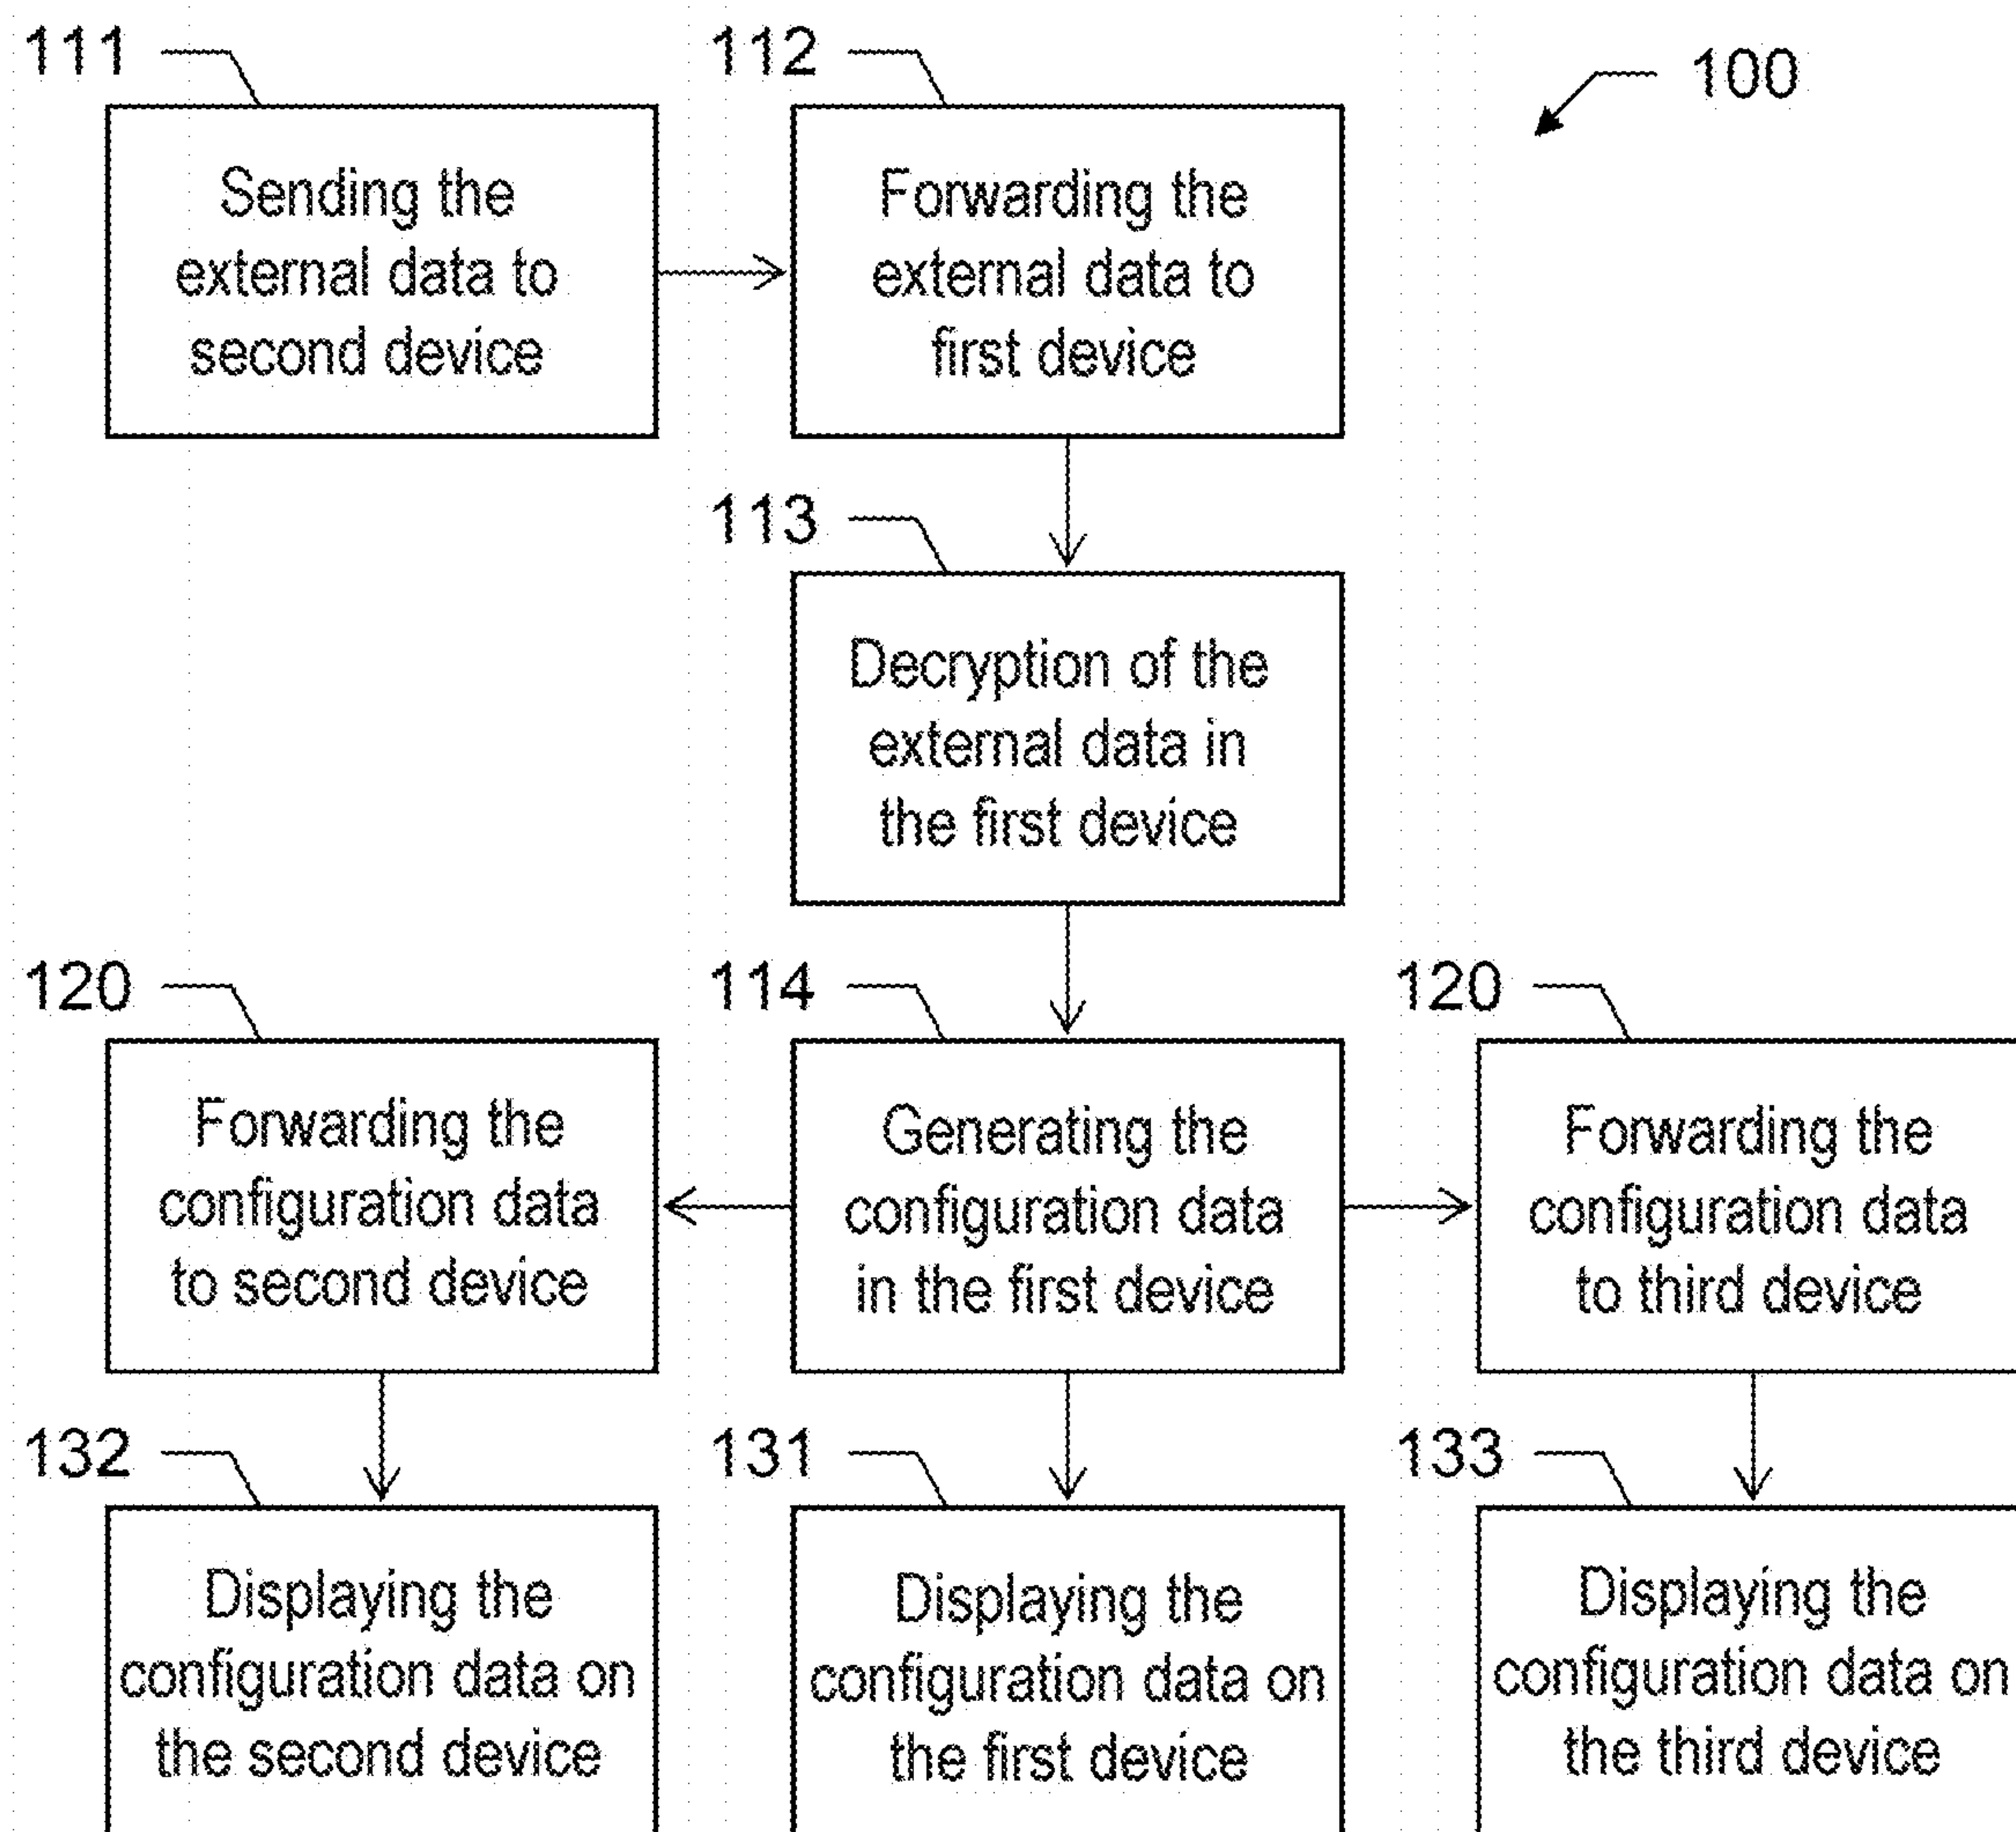 111
Sending the
external data to
second device
112
Forwarding the
external data to
first device
100
113
Decryption of the
external data in
the first device
120
Forwarding the
configuration data
to second device
114
Generating the
configuration data
in the first device
120
Forwarding the
configuration data
to third device
132
Displaying the
configuration data on
the second device
131
Displaying the
configuration data on
the first device
133
Displaying the
configuration data on
the third device